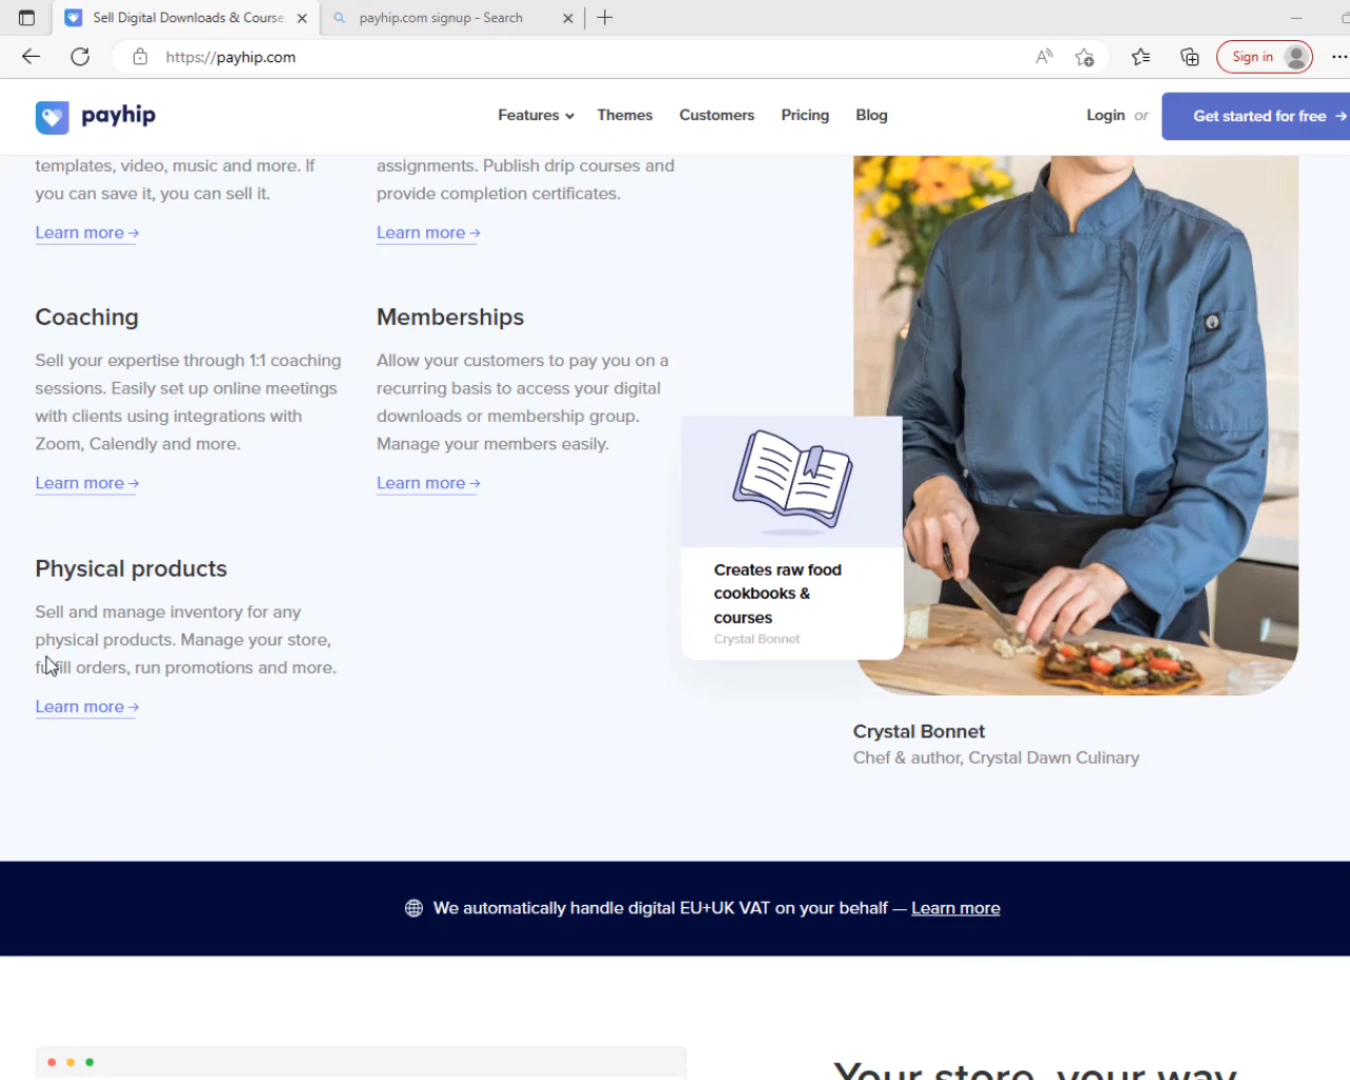 Sell Digital Downloads & Course
payhip.com signup - Search
https://payhip.com
Sign in
payhip
Features
Themes
Customers
Pricing
Blog
Login or
Get started for free →
templates, video, music and more. If
you can save it, you can sell it.
Learn more →
assignments. Publish drip courses and
provide completion certificates.
Learn more →
Coaching
Sell your expertise through 1:1 coaching
sessions. Easily set up online meetings
with clients using integrations with
Zoom, Calendly and more.
Learn more →
Memberships
Allow your customers to pay you on a
recurring basis to access your digital
downloads or membership group.
Manage your members easily.
Learn more →
Physical products
Sell and manage inventory for any
physical products. Manage your store,
fulfill orders, run promotions and more.
Learn more →
Creates raw food
cookbooks &
courses
Crystal Bonnet
Crystal Bonnet
Chef & author, Crystal Dawn Culinary
We automatically handle digital EU+UK VAT on your behalf — Learn more
Your store, your way